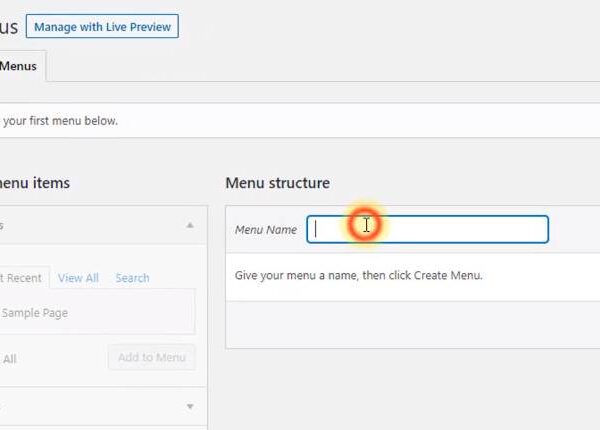 us Manage with Live Preview
Menus
your first menu below.
enu items
Menu structure
s
Menu Name
t Recent View All Search
Give your menu a name, then click Create Menu.
Sample Page
All Add to Menu